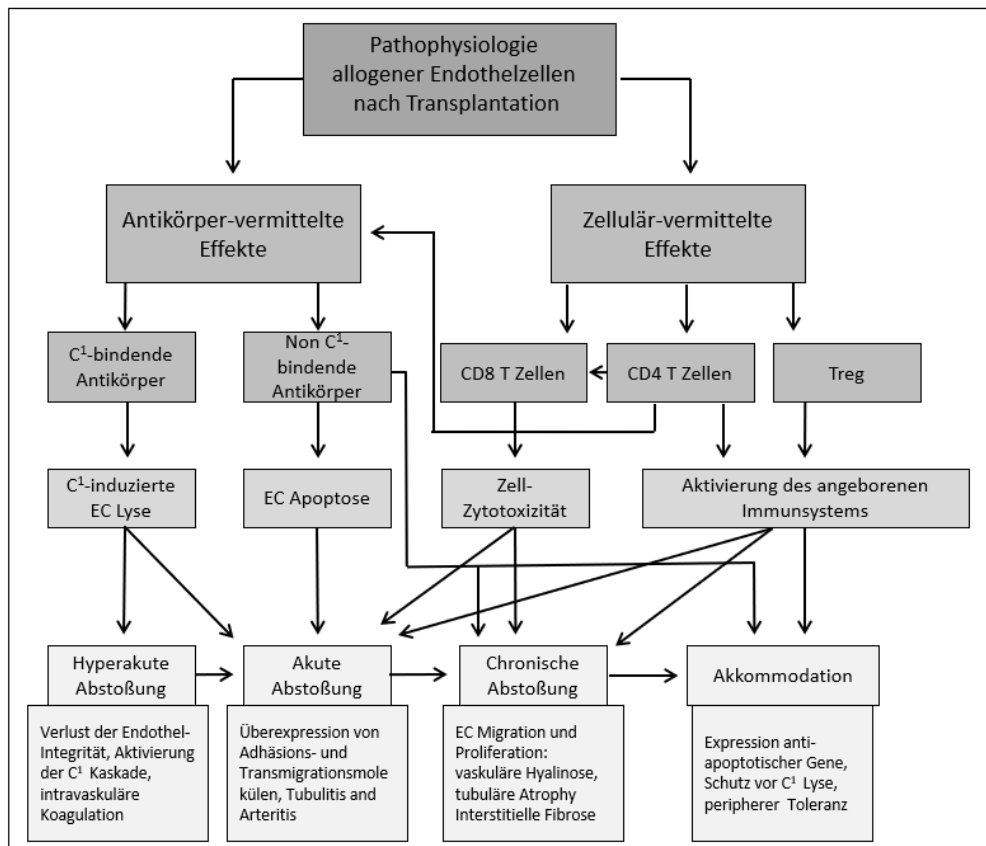 Pathophysiologie
allogener Endothelzellen
nach Transplantation
Antikörper-vermittelte
Effekte
Zellulär-vermittelte
Effekte
C¹-bindende
Antikörper
Non C¹-
bindende
Antikörper
CD8 T Zellen
CD4 T Zellen
Treg
C¹-induzierte
EC Lyse
EC Apoptose
Zell-
Zytotoxizität
Aktivierung des angeborenen
Immunsystems
Hyperakute
Abstoßung
Akute
Abstoßung
Chronische
Abstoßung
Akkommodation
Verlust der Endothel-
Integrität, Aktivierung
der C¹ Kaskade,
intravaskuläre
Koagulation
Überexpression von
Adhäsions- und
Transmigrationsmole
külen, Tubulitis and
Arteritis
EC Migration und
Proliferation:
vaskuläre Hyalinose,
tubuläre Atrophy
Interstitielle Fibrose
Expression anti-
apoptotischer Gene,
Schutz vor C¹ Lyse,
peripherer Toleranz